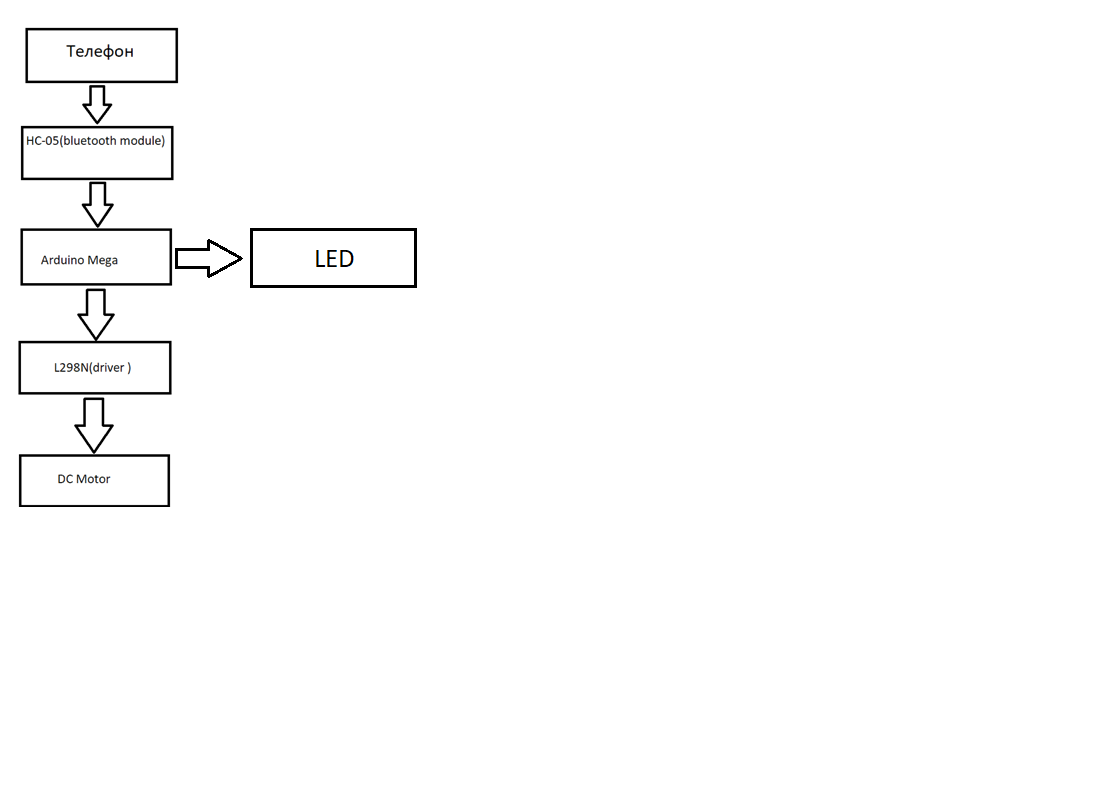 Телефон
HC-05(bluetooth module)
Arduino Mega
LED
L298N(driver )
DC Motor